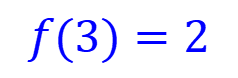 f(3) = 2